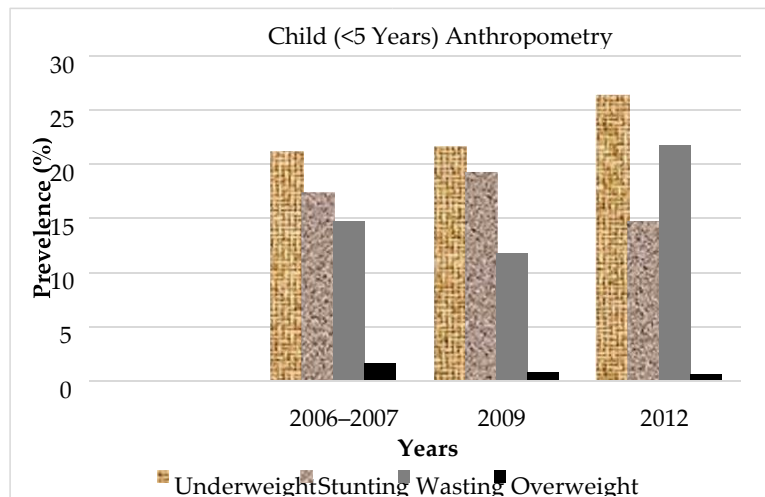 Child (<5 Years) Anthropometry
30
25
20
15
10
5
0
Prevelence (%)
2006–2007 2009 2012
Years
Underweight Stunting Wasting Overweight